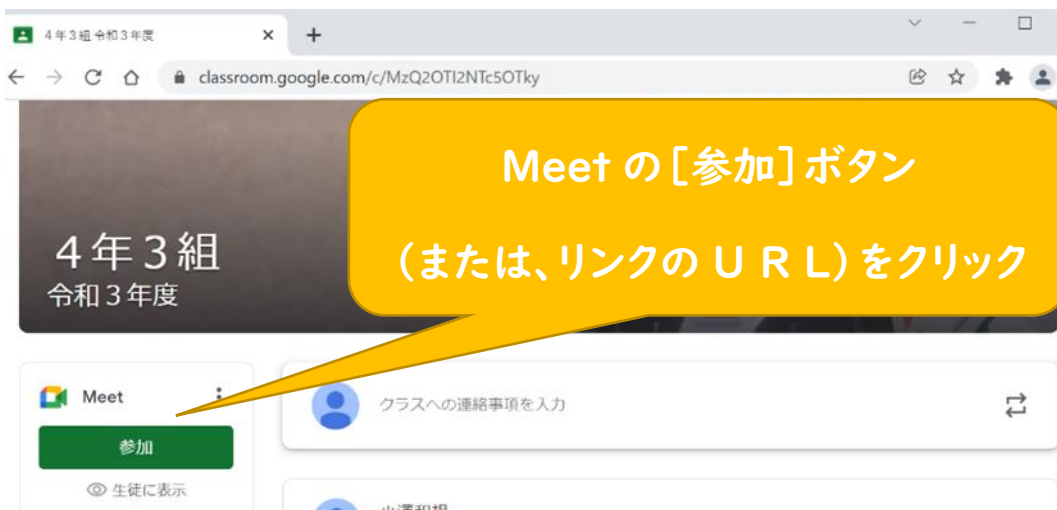 4年3組 令和3年度
classroom.google.com/c/MzQ2OTI2NTc5OTky
Meet の［参加］ボタン
（または、リンクのＵＲＬ）をクリック
４年３組
令和３年度
Meet
クラスへの連絡事項を入力
参加
生徒に表示